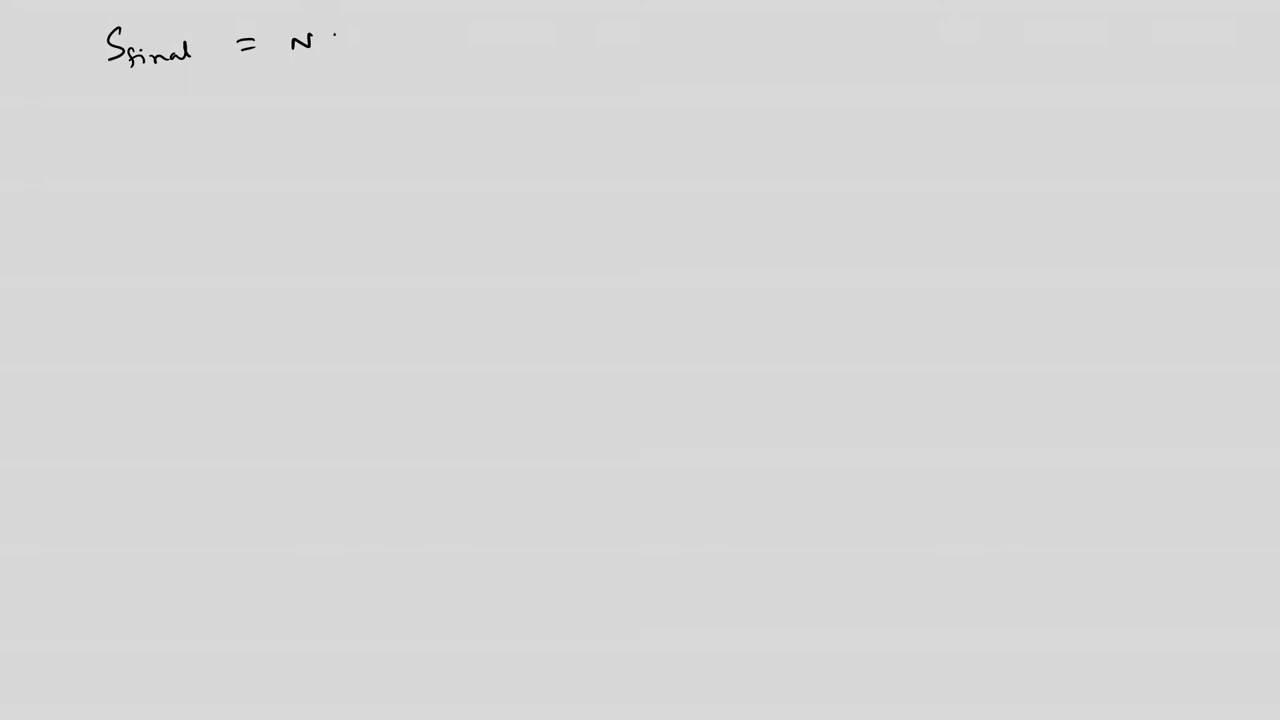 S_final = N